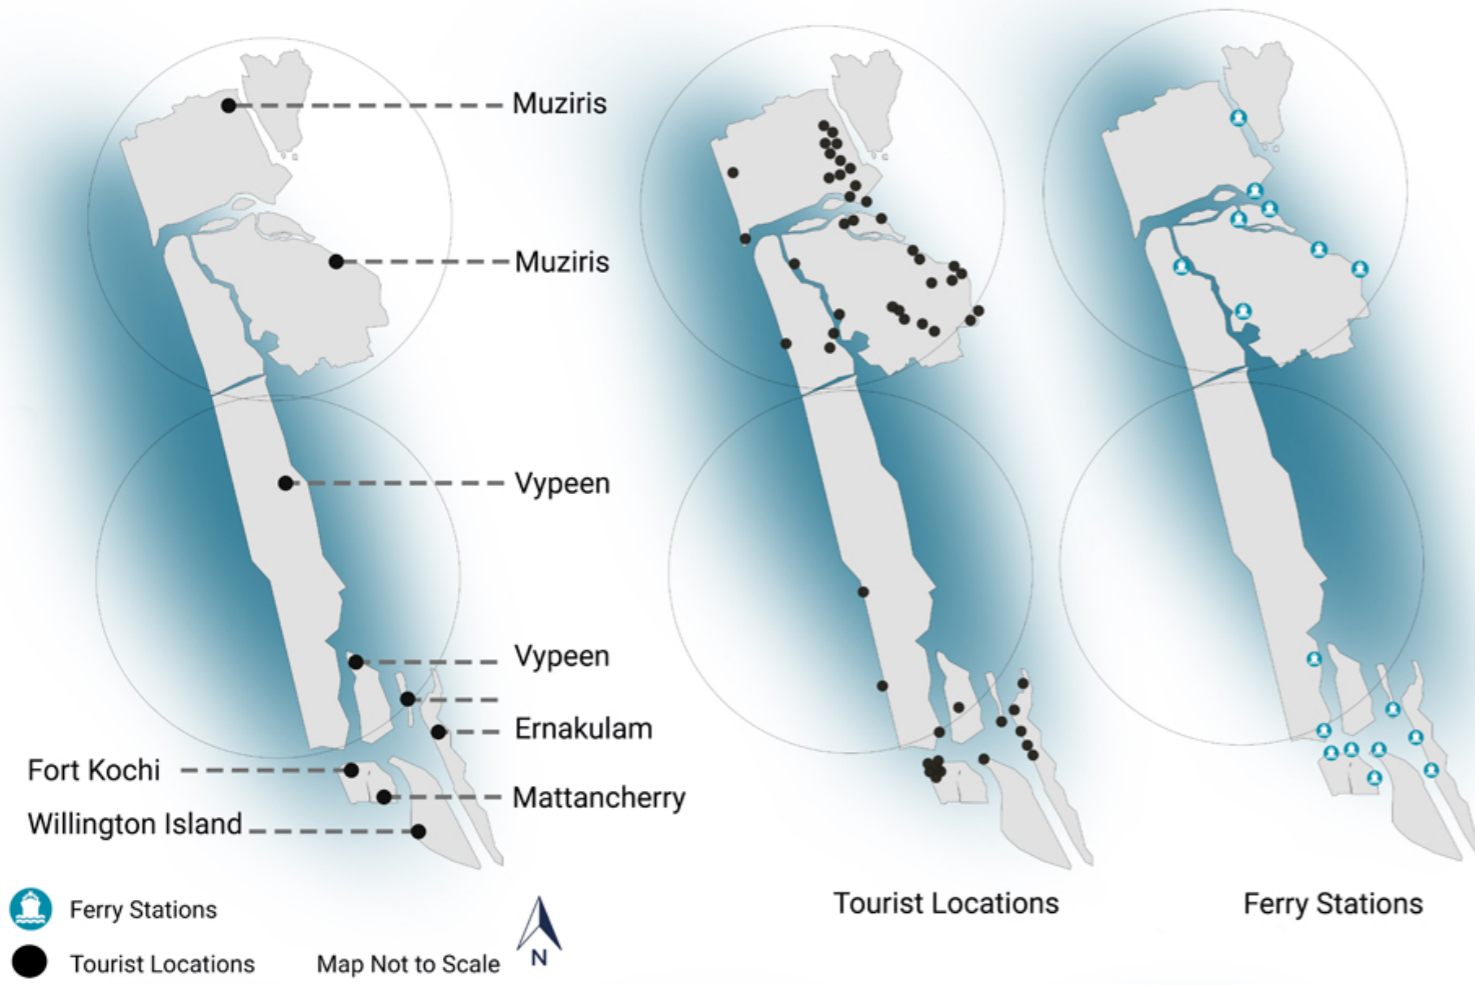 Muziris
Muziris
Vypeen
Vypeen
Ernakulam
Fort Kochi
Mattancherry
Willington Island
Ferry Stations
Tourist Locations
Map Not to Scale
N
Tourist Locations
Ferry Stations